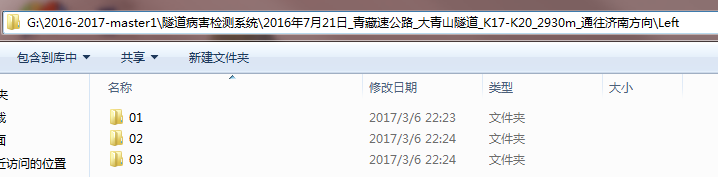 G:\2016-2017-master1\隧道病害检测系统\2016年7月21日_青藏速公路_大青山隧道_K17-K20_2930m_通往济南方向\Left
包含到库中 共享 新建文件夹
名称 修改日期 类型 大小
01 2017/3/6 22:23 文件夹
02 2017/3/6 22:24 文件夹
03 2017/3/6 22:24 文件夹
近访问的位置